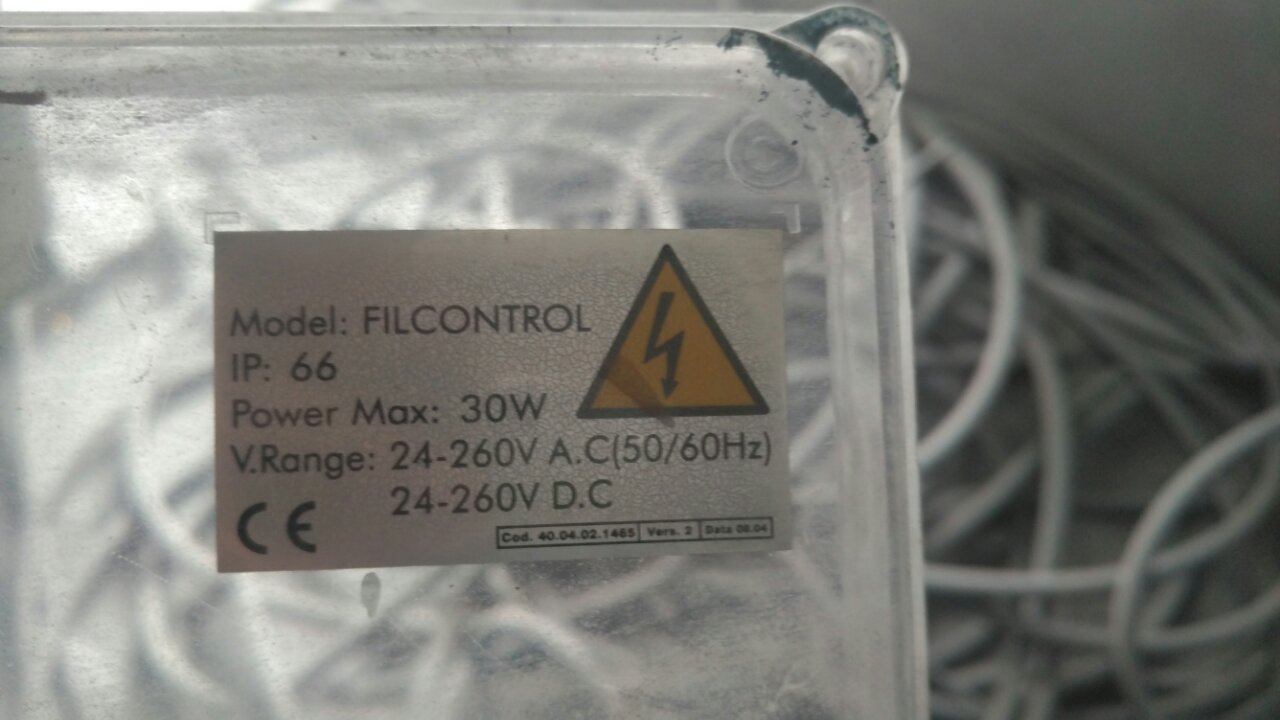 Model: FILCONTROL
IP: 66
Power Max: 30W
V.Range: 24-260V A.C(50/60Hz)
24-260V D.C
CE
Cod. 40.04.02.1465 Vers. 2 Data 08.04